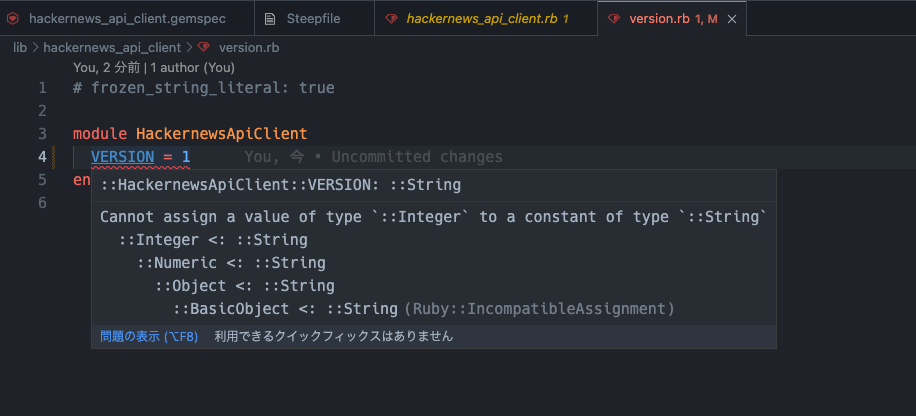 hackernews_api_client.gemspec Steepfile hackernews_api_client.rb 1 version.rb 1, M
lib > hackernews_api_client > version.rb
You, 2 分前 | 1 author (You)
1 # frozen_string_literal: true
2
3 module HackernewsApiClient
4 VERSION = 1 You, 今 • Uncommitted changes
5 en
6
::HackernewsApiClient::VERSION: ::String
Cannot assign a value of type `::Integer` to a constant of type `::String`
::Integer <: ::String
::Numeric <: ::String
::Object <: ::String
::BasicObject <: ::String (Ruby::IncompatibleAssignment)
問題の表示 (⌥F8) 利用できるクイックフィックスはありません